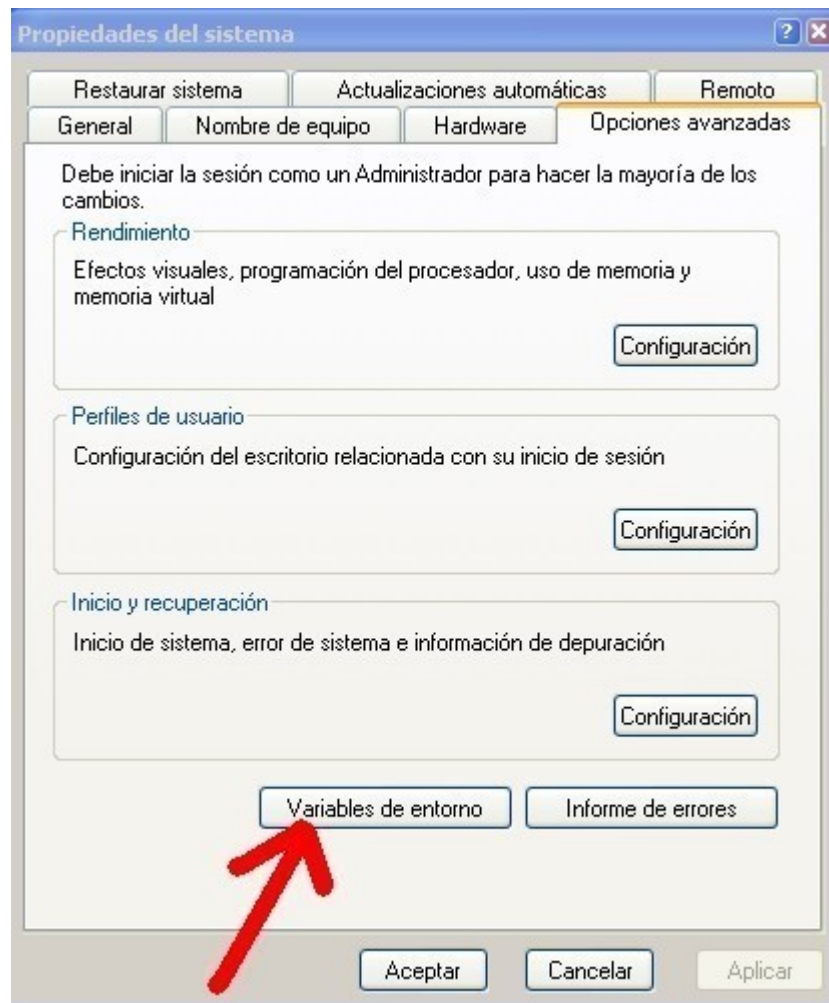 Propiedades del sistema
Restaurar sistema
Actualizaciones automáticas
Remoto
General
Nombre de equipo
Hardware
Opciones avanzadas
Debe iniciar la sesión como un Administrador para hacer la mayoría de los
cambios.
Rendimiento
Efectos visuales, programación del procesador, uso de memoria y
memoria virtual
Configuración
Perfiles de usuario
Configuración del escritorio relacionada con su inicio de sesión
Configuración
Inicio y recuperación
Inicio de sistema, error de sistema e información de depuración
Configuración
Variables de entorno
Informe de errores
Aceptar
Cancelar
Aplicar